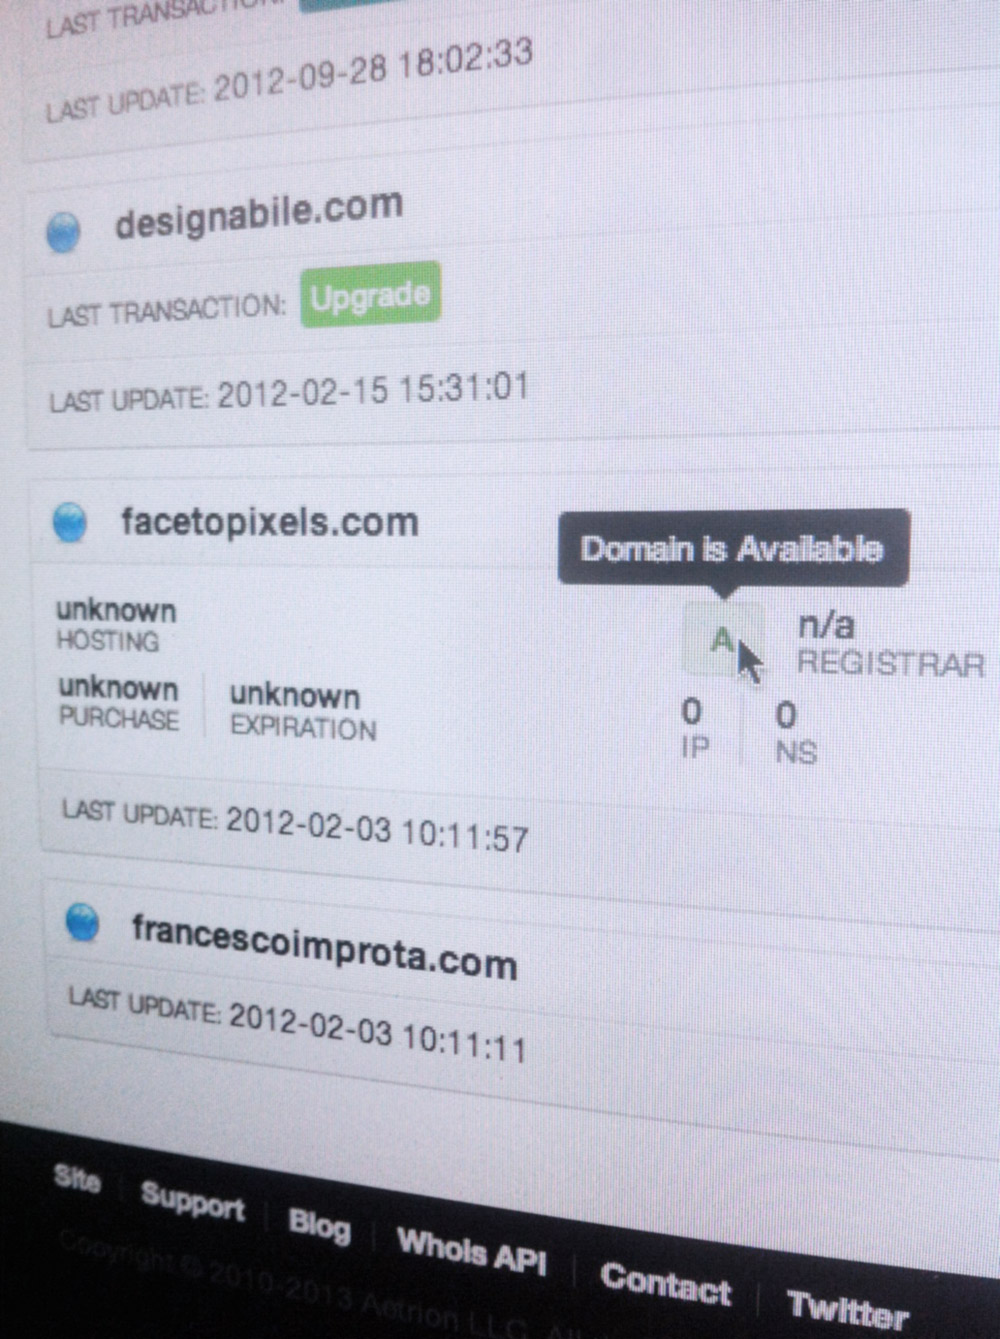 LAST TRANSACTION:
LAST UPDATE: 2012-09-28 18:02:33
designabile.com
LAST TRANSACTION: Upgrade
LAST UPDATE: 2012-02-15 15:31:01
facetopixels.com
Domain is Available
unknown
HOSTING
A
n/a
REGISTRAR
unknown
PURCHASE
unknown
EXPIRATION
0
IP
0
NS
LAST UPDATE: 2012-02-03 10:11:57
francescoimprota.com
LAST UPDATE: 2012-02-03 10:11:11
Site Support Blog WhoIs API Contact Twitter
Copyright © 2010-2013 Aotrion LLC.